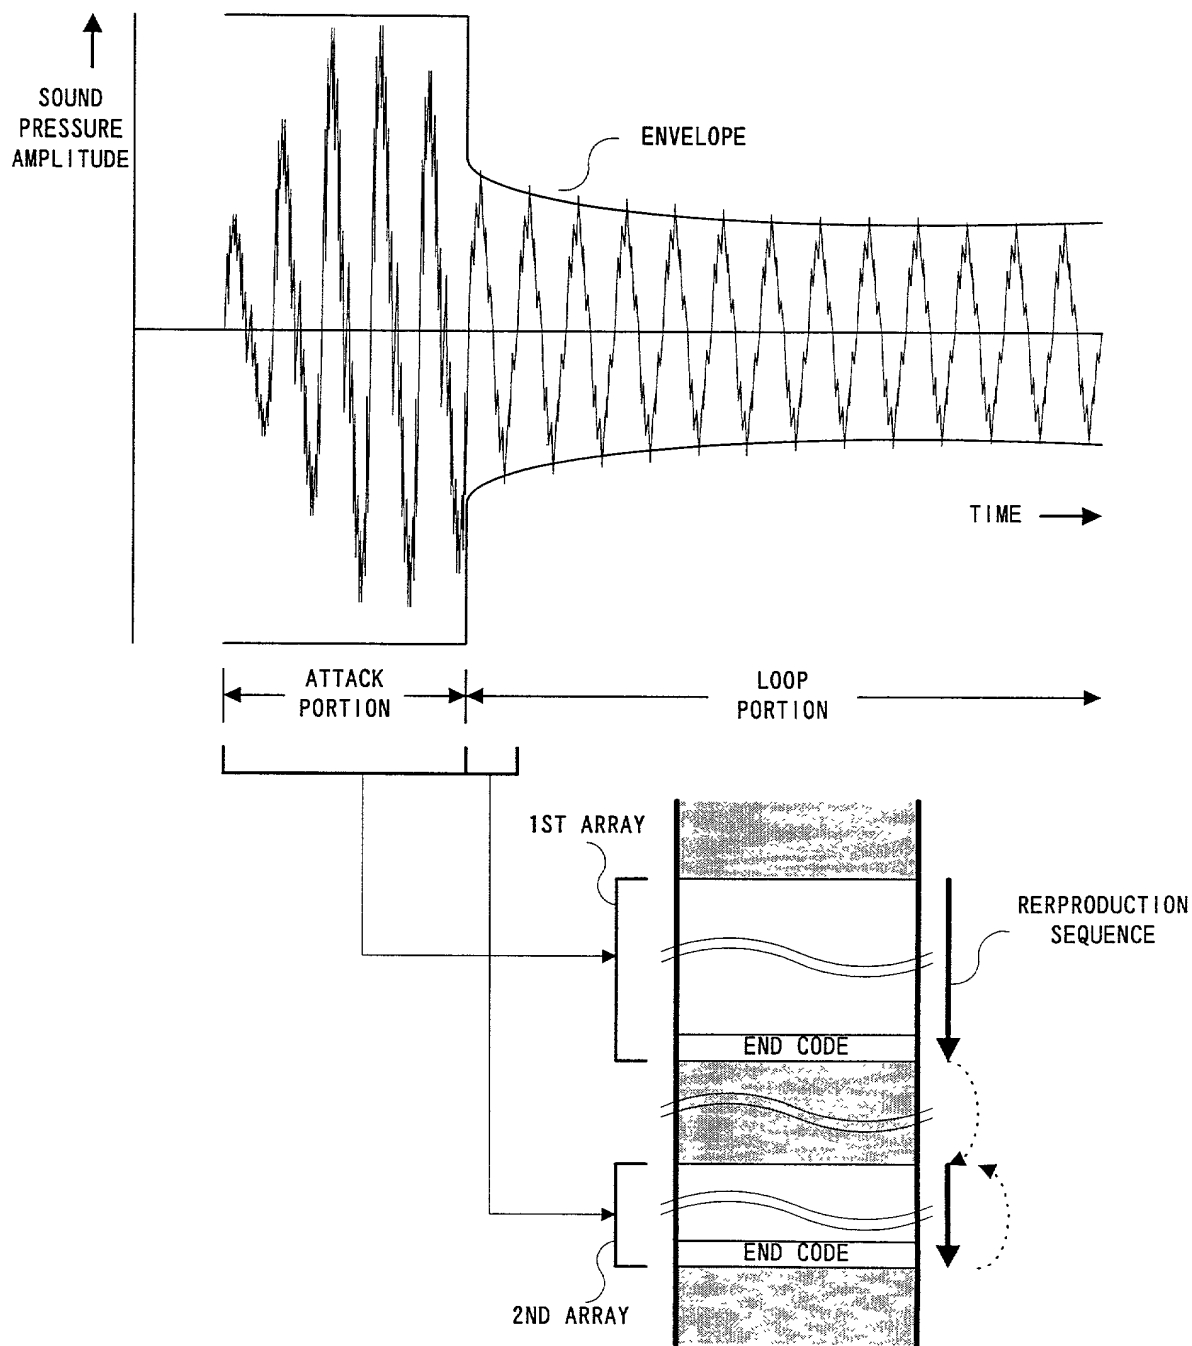 SOUND
PRESSURE
AMPLITUDE
ENVELOPE
TIME
ATTACK
PORTION
LOOP
PORTION
1ST ARRAY
RERPRODUCTION
SEQUENCE
END CODE
END CODE
2ND ARRAY